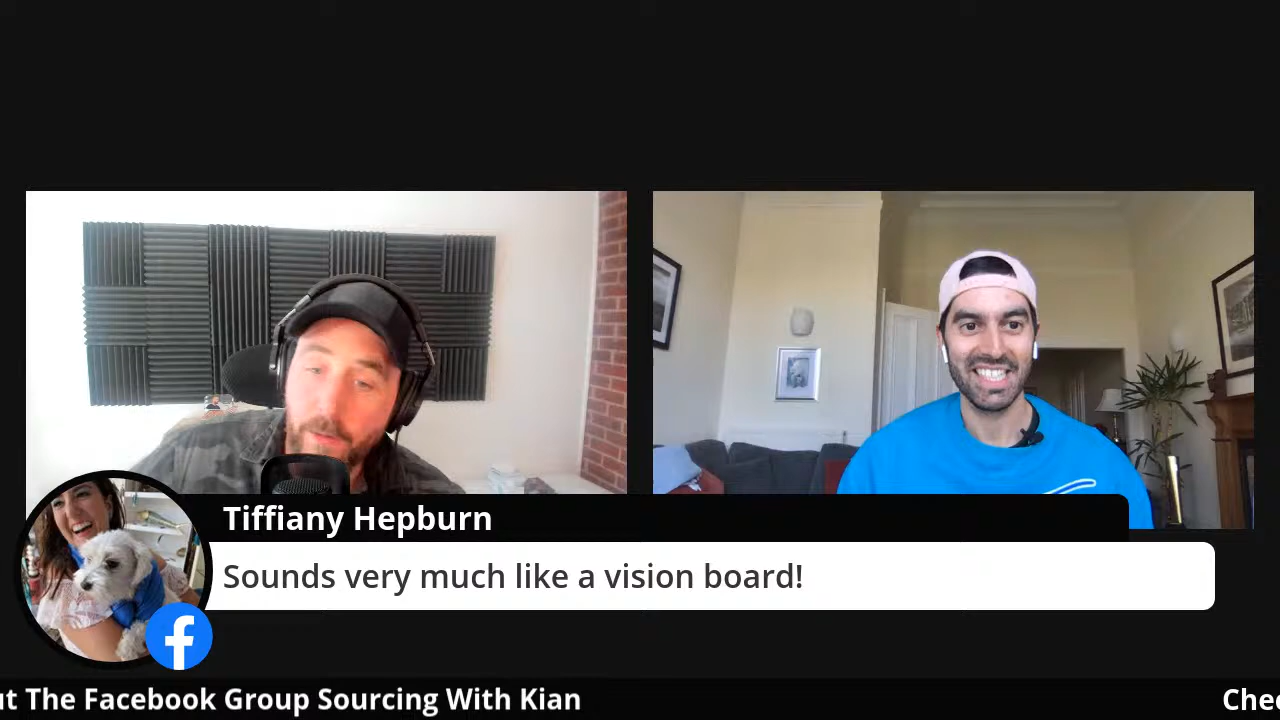 Tiffiany Hepburn
Sounds very much like a vision board!
ut The Facebook Group Sourcing With Kian
Chec